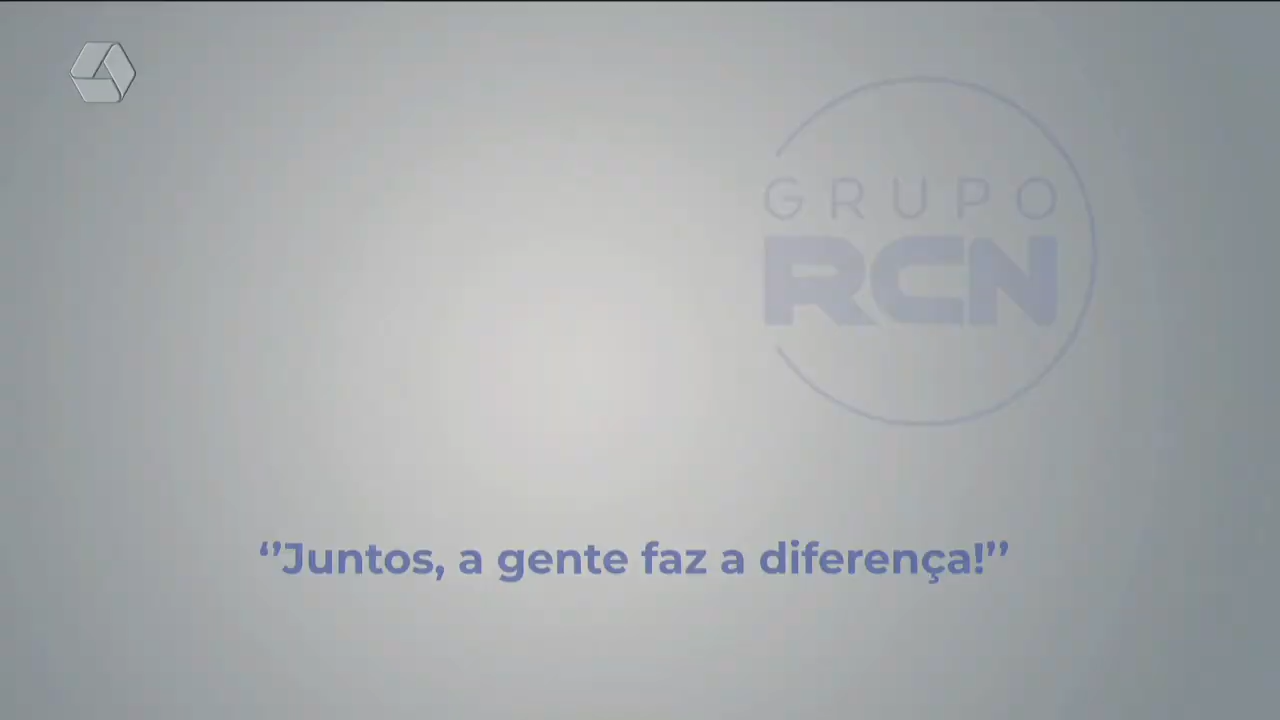 GRUPO
RCN
‘’Juntos, a gente faz a diferença!’’